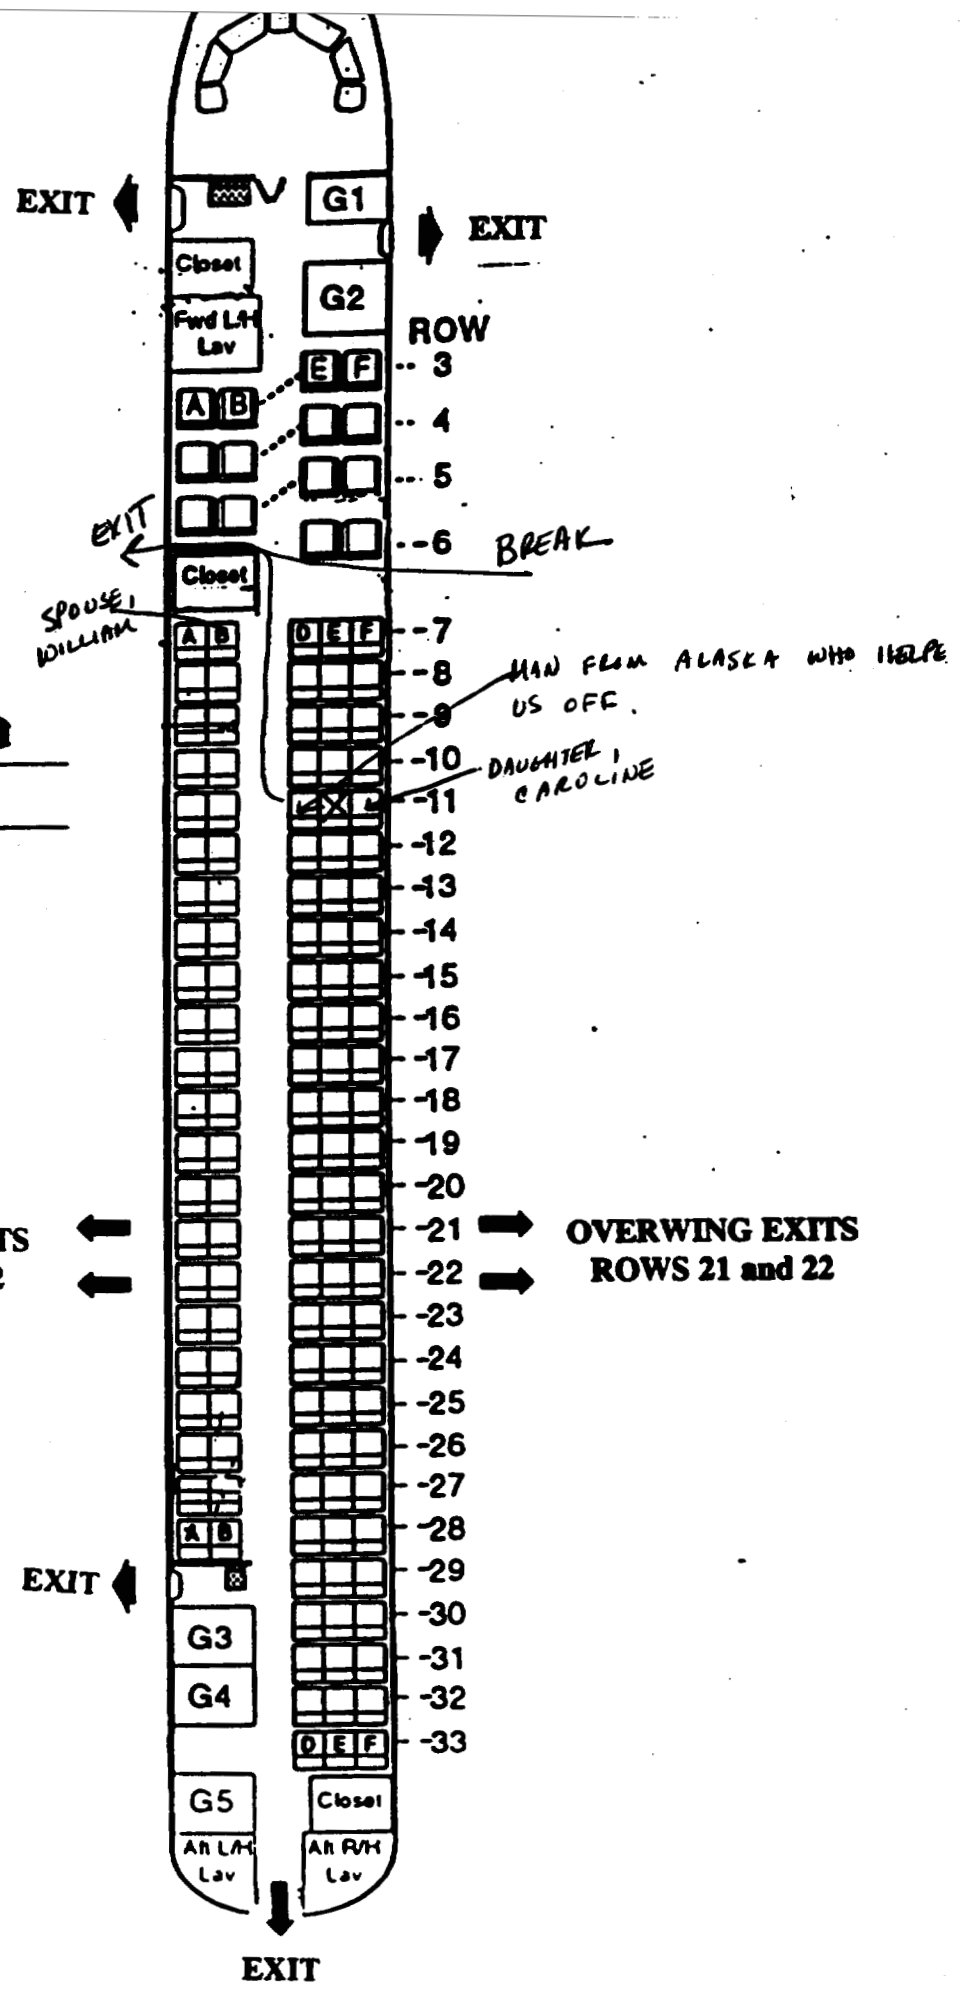 EXIT
G1
EXIT
Closet
G2
Fwd L/H
Lav
ROW
E F -- 3
A B
-- 4
-- 5
EXIT
--6
BREAK
Closet
SPOUSE,
WILLIAM
A B D E F -7
-8
MAN FROM ALASKA WHO HELPE
US OFF.
-9
-10
DAUGHTER,
CAROLINE
X -11
-12
-13
-14
-15
-16
-17
-18
-19
-20
TS
-21
OVERWING EXITS
ROWS 21 and 22
2
-22
-23
-24
-25
-26
-27
A B -28
EXIT
-29
-30
G3
-31
G4
-32
D E F -33
G5
Closet
Aft L/H
Lav
Aft R/H
Lav
EXIT